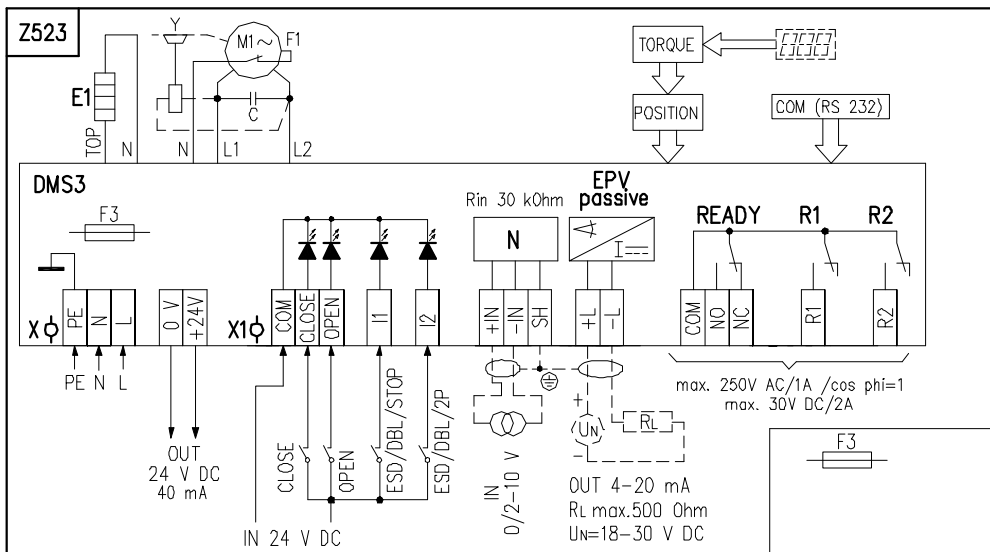 Z523
Y
M1~
F1
E1
C
TOP
N
N
L1
L2
TORQUE
POSITION
COM (RS 232)
DMS3
F3
Rin 30 kOhm
N
EPV
passive
I
READY
R1
R2
X
PE
N
L
0 V
+24V
X1
COM
CLOSE
OPEN
I1
I2
+IN
-IN
SH
+L
-L
COM
NO
NC
R1
R2
PE N L
OUT
24 V DC
40 mA
CLOSE
OPEN
ESD/DBL/STOP
ESD/DBL/2P
IN 24 V DC
IN
0/2-10 V
+
UN
-
RL
OUT 4-20 mA
RL max.500 Ohm
UN=18-30 V DC
max. 250V AC/1A /cos phi=1
max. 30V DC/2A
F3